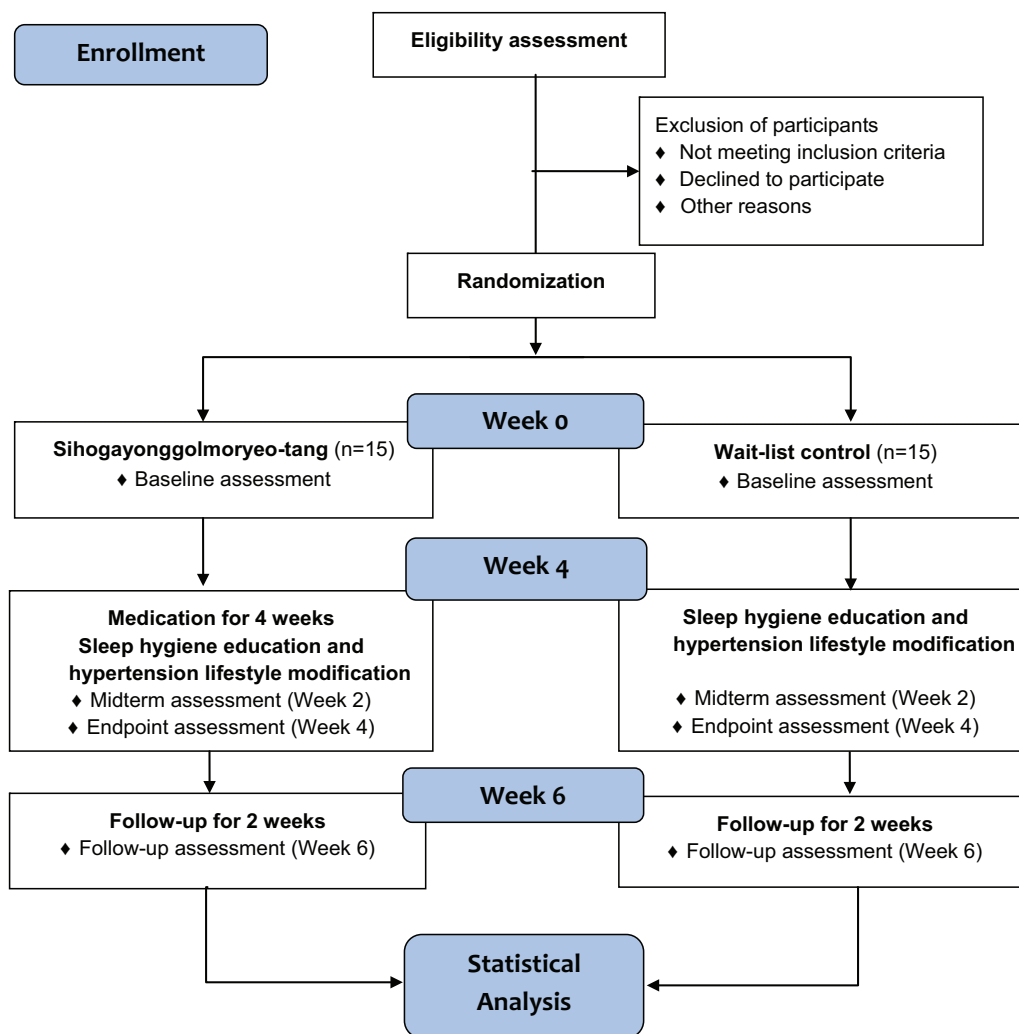 Enrollment
Eligibility assessment
Exclusion of participants
♦ Not meeting inclusion criteria
♦ Declined to participate
♦ Other reasons
Randomization
Week 0
Sihogayonggolmoryeo-tang (n=15)
♦ Baseline assessment
Wait-list control (n=15)
♦ Baseline assessment
Week 4
Medication for 4 weeks
Sleep hygiene education and
hypertension lifestyle modification
♦ Midterm assessment (Week 2)
♦ Endpoint assessment (Week 4)
Sleep hygiene education and
hypertension lifestyle modification
♦ Midterm assessment (Week 2)
♦ Endpoint assessment (Week 4)
Week 6
Follow-up for 2 weeks
♦ Follow-up assessment (Week 6)
Follow-up for 2 weeks
♦ Follow-up assessment (Week 6)
Statistical
Analysis